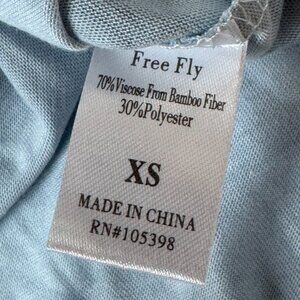 Free Fly
70%Viscose From Bamboo Fiber
30%Polyester
XS
MADE IN CHINA
RN#105398